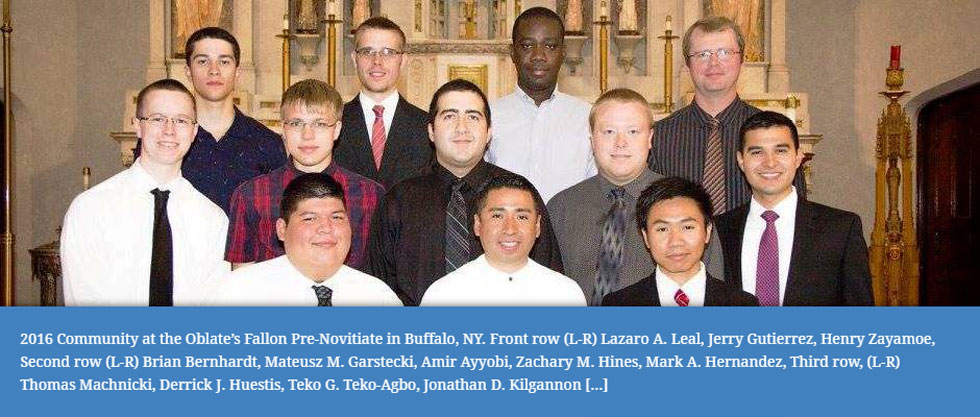 2016 Community at the Oblate’s Fallon Pre-Novitiate in Buffalo, NY. Front row (L-R) Lazaro A. Leal, Jerry Gutierrez, Henry Zayamoe,
Second row (L-R) Brian Bernhardt, Mateusz M. Garstecki, Amir Ayyobi, Zachary M. Hines, Mark A. Hernandez, Third row, (L-R)
Thomas Machnicki, Derrick J. Huestis, Teko G. Teko-Agbo, Jonathan D. Kilgannon [...]